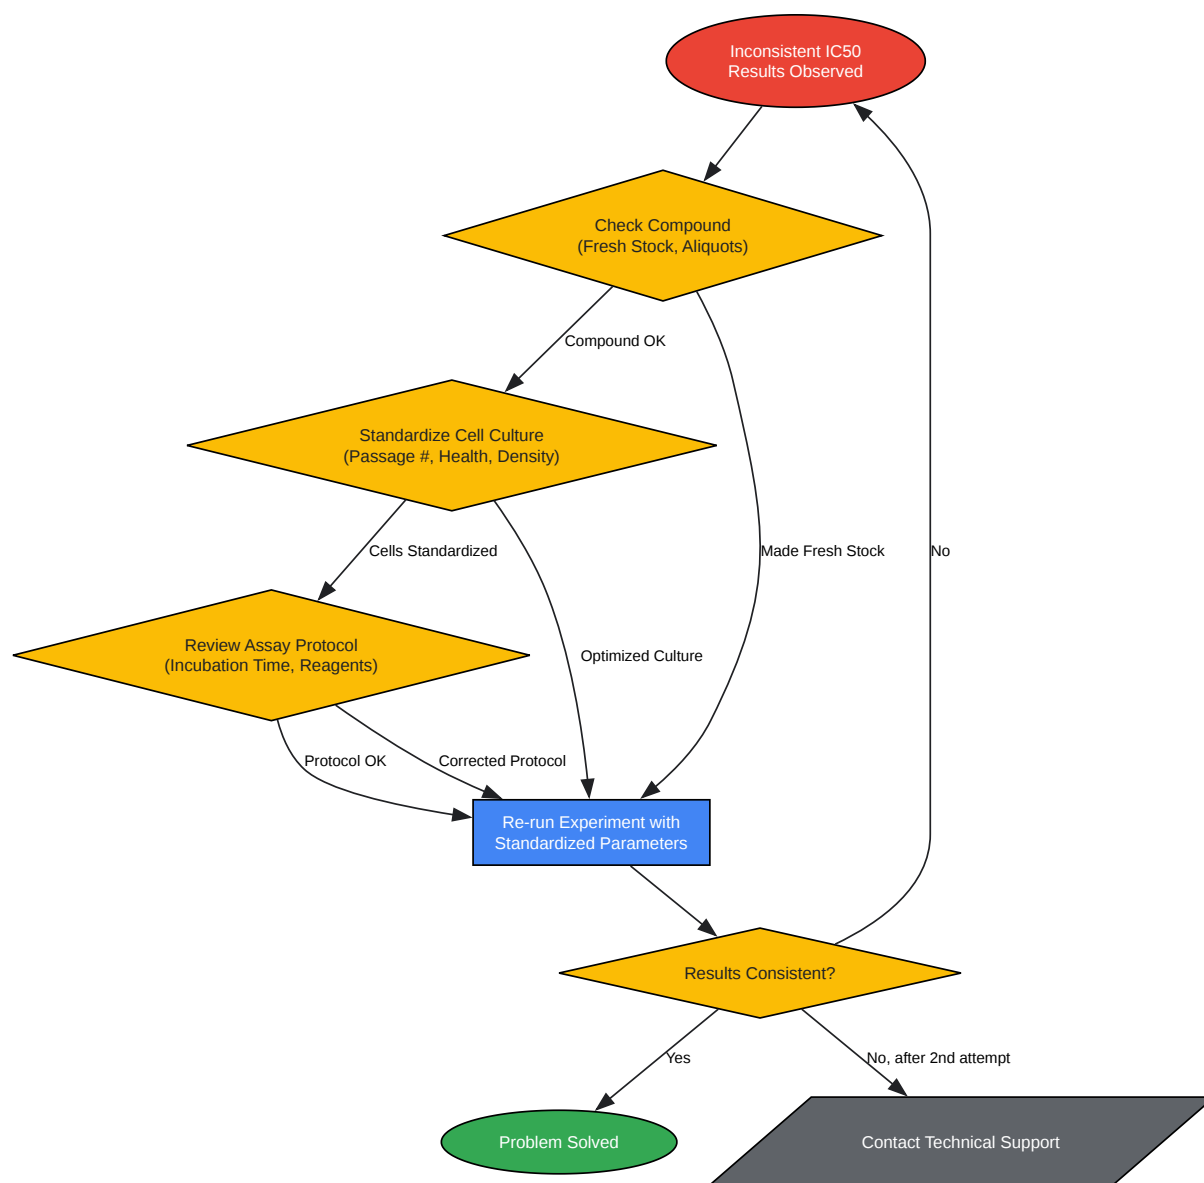 Inconsistent IC50
Results Observed
Check Compound
(Fresh Stock, Aliquots)
Compound OK
Standardize Cell Culture
(Passage #, Health, Density)
Cells Standardized
Made Fresh Stock
No
Review Assay Protocol
(Incubation Time, Reagents)
Optimized Culture
Protocol OK
Corrected Protocol
Re-run Experiment with
Standardized Parameters
Results Consistent?
Yes
No, after 2nd attempt
Problem Solved
Contact Technical Support